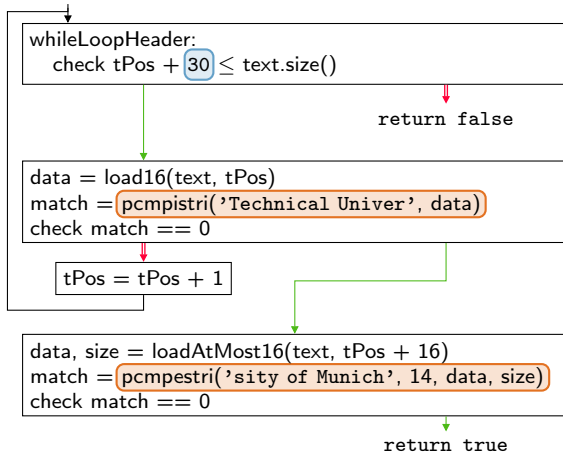 whileLoopHeader:
check tPos + 30 ≤ text.size()
return false
data = load16(text, tPos)
match = pcmpistri('Technical Univer', data)
check match == 0
tPos = tPos + 1
data, size = loadAtMost16(text, tPos + 16)
match = pcmpestri('sity of Munich', 14, data, size)
check match == 0
return true